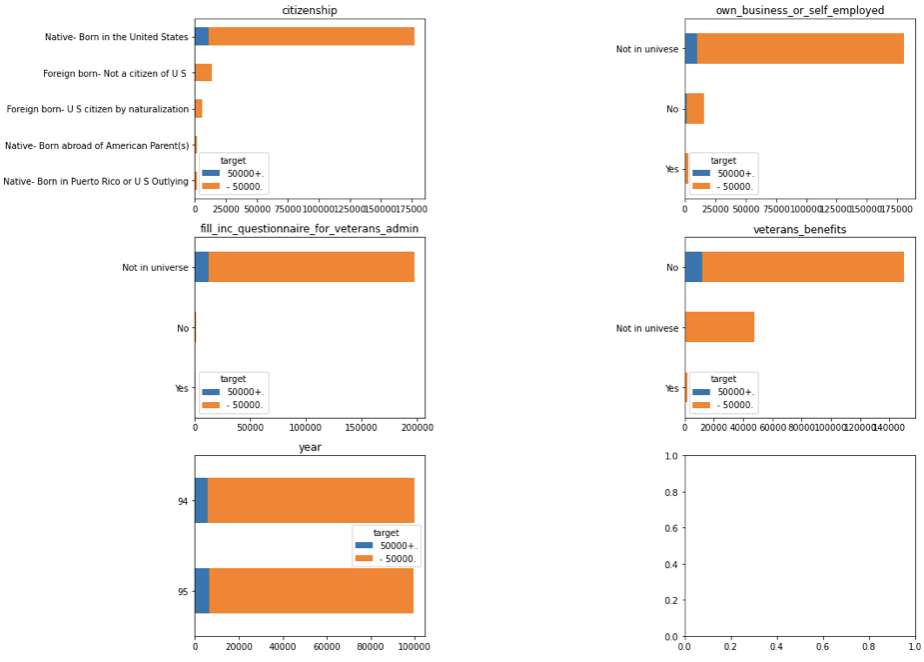 citizenship
Native- Born in the United States
Foreign born- Not a citizen of U S
Foreign born- U S citizen by naturalization
Native- Born abroad of American Parent(s)
Native- Born in Puerto Rico or U S Outlying
target
50000+.
- 50000.
0 25000 50000 75000 100000 125000 150000 175000
own_business_or_self_employed
Not in univese
No
Yes
target
50000+.
- 50000.
0 25000 50000 75000 100000 125000 150000 175000
fill_inc_questionnaire_for_veterans_admin
Not in universe
No
Yes
target
50000+.
- 50000.
0 50000 100000 150000 200000
veterans_benefits
No
Not in univese
Yes
target
50000+.
- 50000.
0 20000 40000 60000 80000 100000 120000 140000
year
94
95
target
50000+.
- 50000.
0 20000 40000 60000 80000 100000
1.0
0.8
0.6
0.4
0.2
0.0
0.0 0.2 0.4 0.6 0.8 1.0